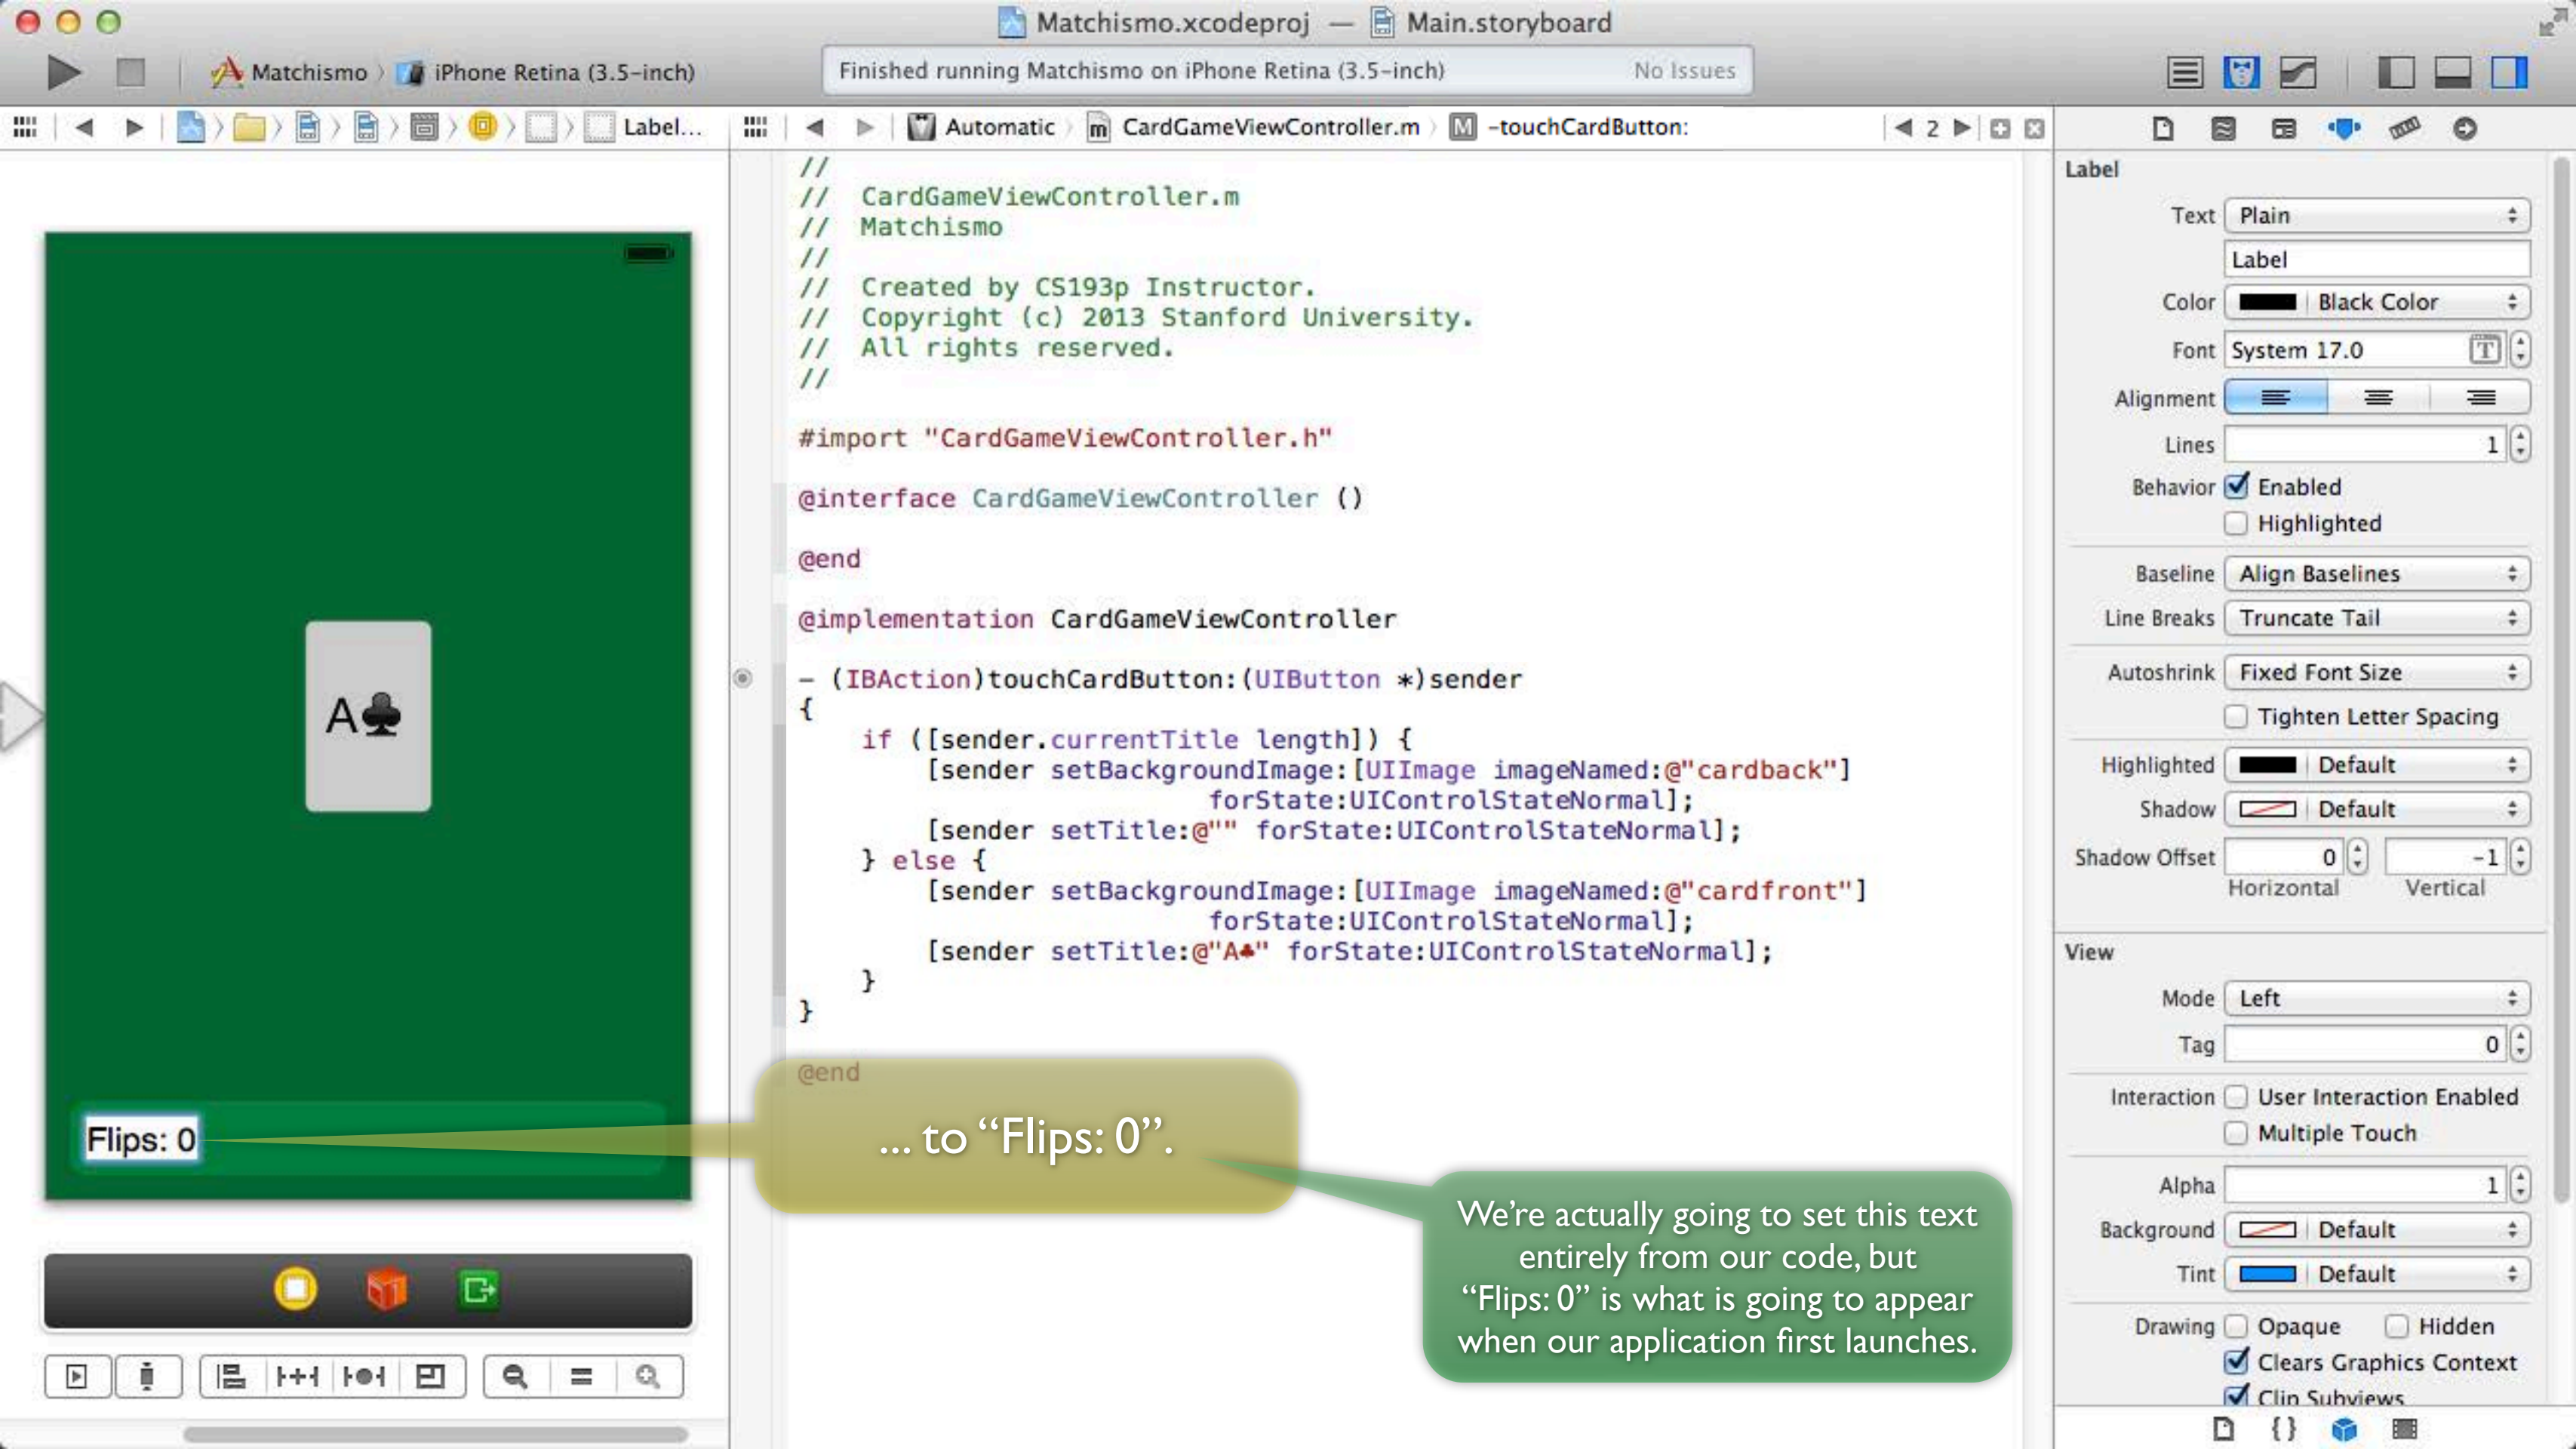 Matchismo.xcodeproj — Main.storyboard
Matchismo iPhone Retina (3.5-inch)
Finished running Matchismo on iPhone Retina (3.5-inch) No Issues
Label...
Automatic m CardGameViewController.m M -touchCardButton: 2
//
// CardGameViewController.m
// Matchismo
//
// Created by CS193p Instructor.
// Copyright (c) 2013 Stanford University.
// All rights reserved.
//
#import "CardGameViewController.h"
@interface CardGameViewController ()
@end
@implementation CardGameViewController
- (IBAction)touchCardButton:(UIButton *)sender
{
if ([sender.currentTitle length]) {
[sender setBackgroundImage:[UIImage imageNamed:@"cardback"]
forState:UIControlStateNormal];
[sender setTitle:@"" forState:UIControlStateNormal];
} else {
[sender setBackgroundImage:[UIImage imageNamed:@"cardfront"]
forState:UIControlStateNormal];
[sender setTitle:@"A♣" forState:UIControlStateNormal];
}
}
@end
A♣
Flips: 0
... to “Flips: 0”.
We’re actually going to set this text
entirely from our code, but
“Flips: 0” is what is going to appear
when our application first launches.
Label
Text Plain
Label
Color Black Color
Font System 17.0 T
Alignment
Lines 1
Behavior Enabled
Highlighted
Baseline Align Baselines
Line Breaks Truncate Tail
Autoshrink Fixed Font Size
Tighten Letter Spacing
Highlighted Default
Shadow Default
Shadow Offset 0 -1
Horizontal Vertical
View
Mode Left
Tag 0
Interaction User Interaction Enabled
Multiple Touch
Alpha 1
Background Default
Tint Default
Drawing Opaque Hidden
Clears Graphics Context
Clip Subviews
{}